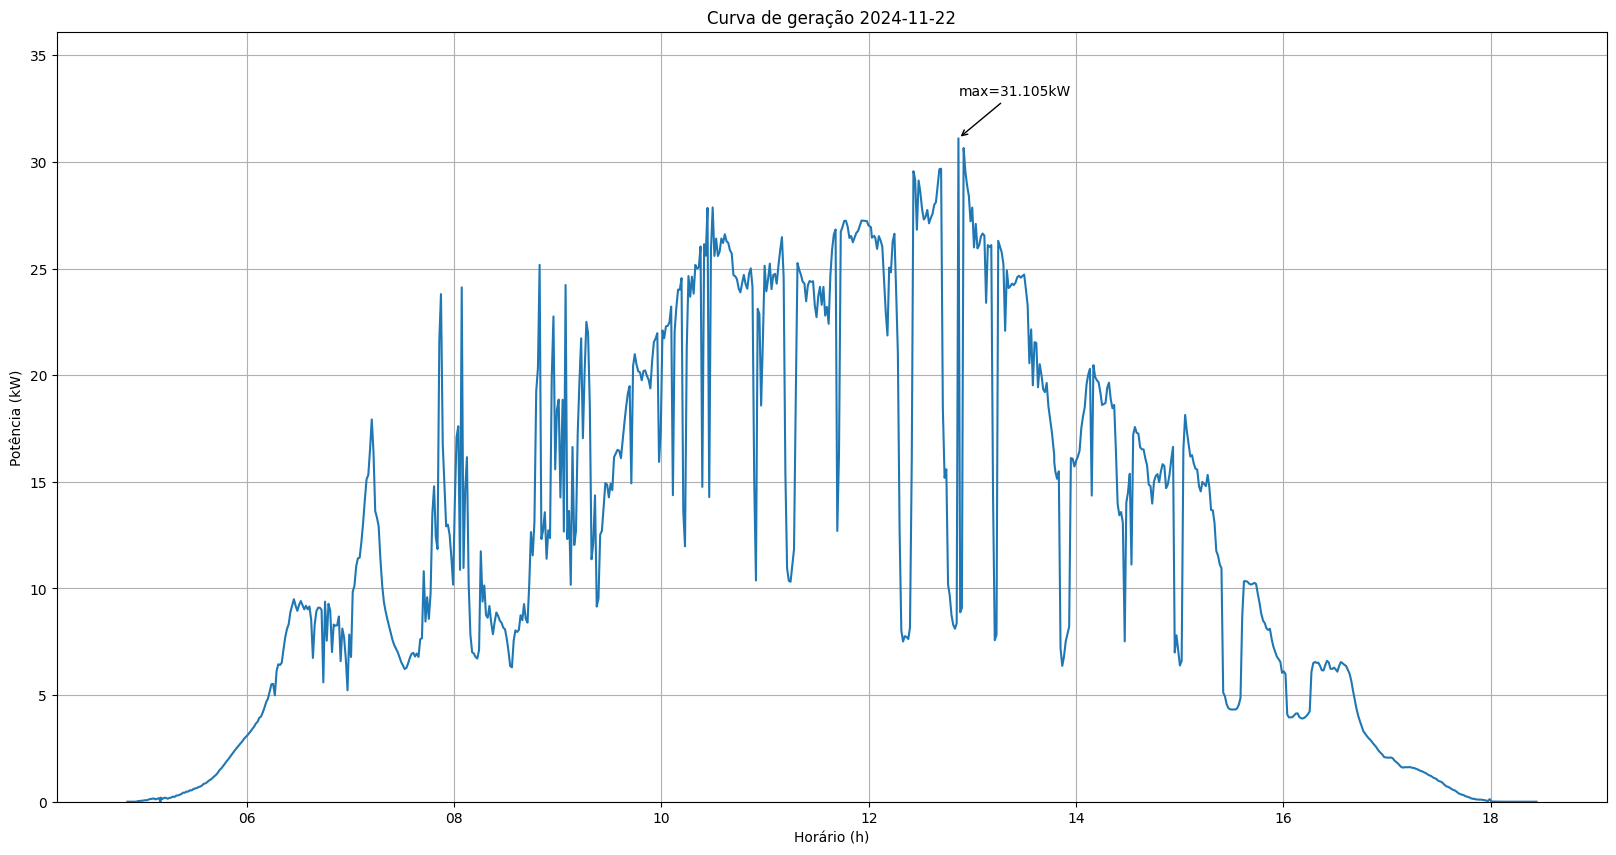 Curva de geração 2024-11-22
max=31.105kW
Potência (kW)
35
30
25
20
15
10
5
0
06 08 10 12 14 16 18
Horário (h)